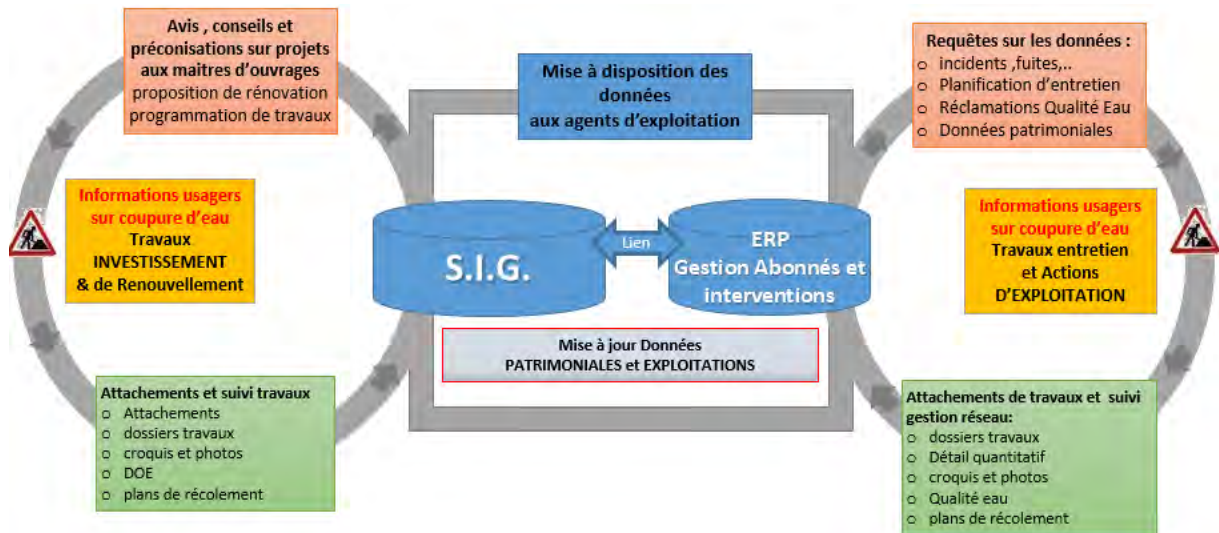 Avis , conseils et
préconisations sur projets
aux maitres d'ouvrages
proposition de rénovation
programmation de travaux
Informations usagers
sur coupure d'eau
Travaux
INVESTISSEMENT
& de Renouvellement
Attachements et suivi travaux
o Attachements
o dossiers travaux
o croquis et photos
o DOE
o plans de récolement
Mise à disposition des
données
aux agents d'exploitation
S.I.G.
Lien
ERP
Gestion Abonnés et
interventions
Mise à jour Données
PATRIMONIALES et EXPLOITATIONS
Requêtes sur les données :
o incidents ,fuites,..
o Planification d'entretien
o Réclamations Qualité Eau
o Données patrimoniales
Informations usagers
sur coupure d'eau
Travaux entretien
et Actions
D'EXPLOITATION
Attachements de travaux et suivi
gestion réseau:
o dossiers travaux
o Détail quantitatif
o croquis et photos
o Qualité eau
o plans de récolement